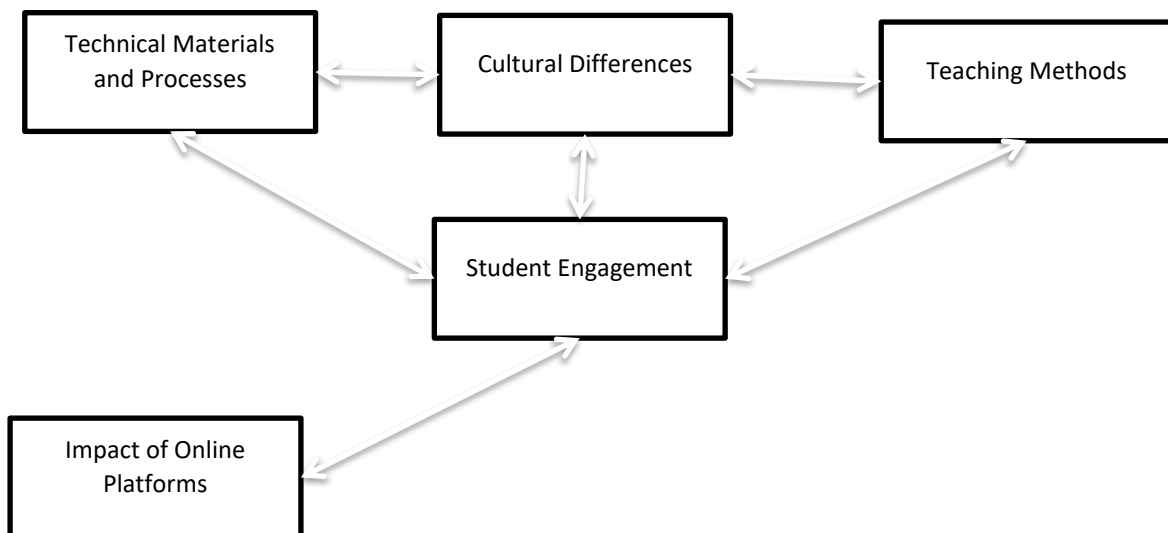 Technical Materials
and Processes
Cultural Differences
Teaching Methods
Student Engagement
Impact of Online
Platforms